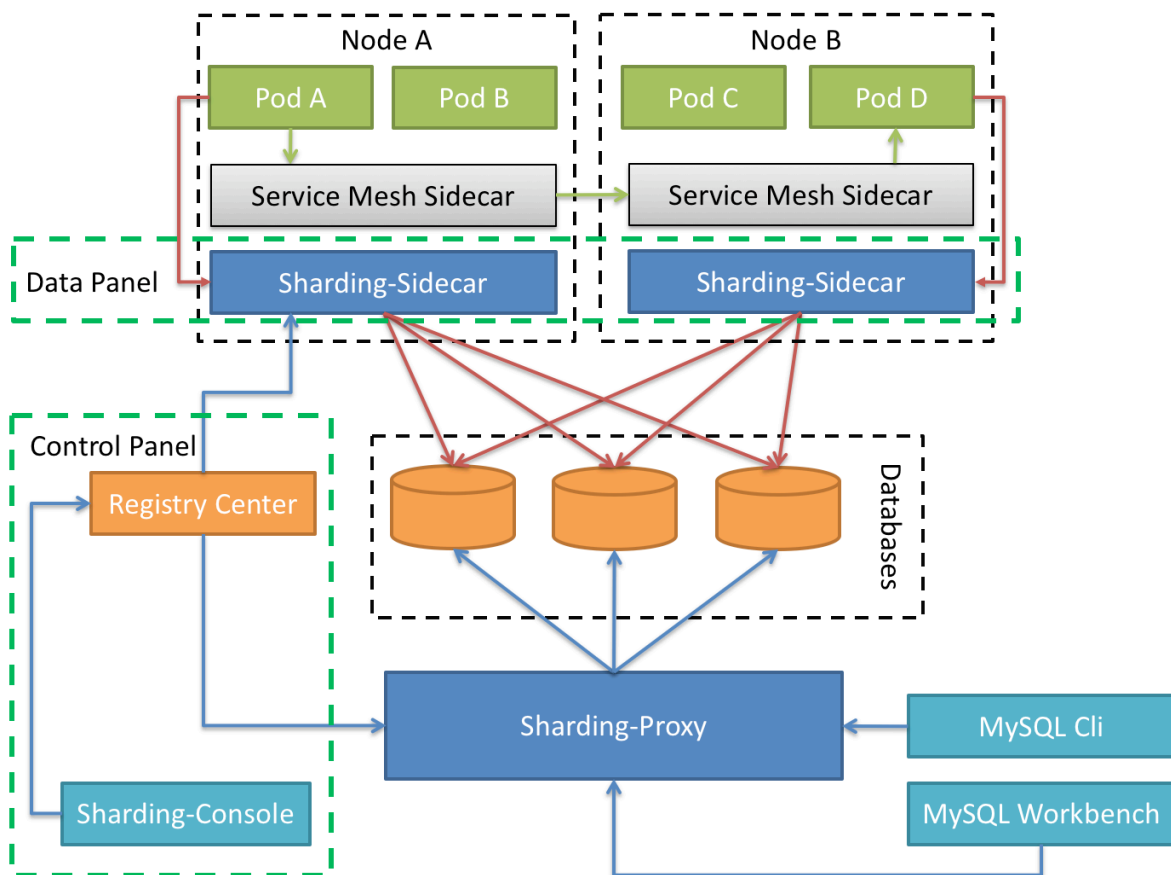 Node A
Node B
Pod A
Pod B
Pod C
Pod D
Service Mesh Sidecar
Service Mesh Sidecar
Data Panel
Sharding-Sidecar
Sharding-Sidecar
Control Panel
Registry Center
Databases
Sharding-Proxy
MySQL Cli
Sharding-Console
MySQL Workbench